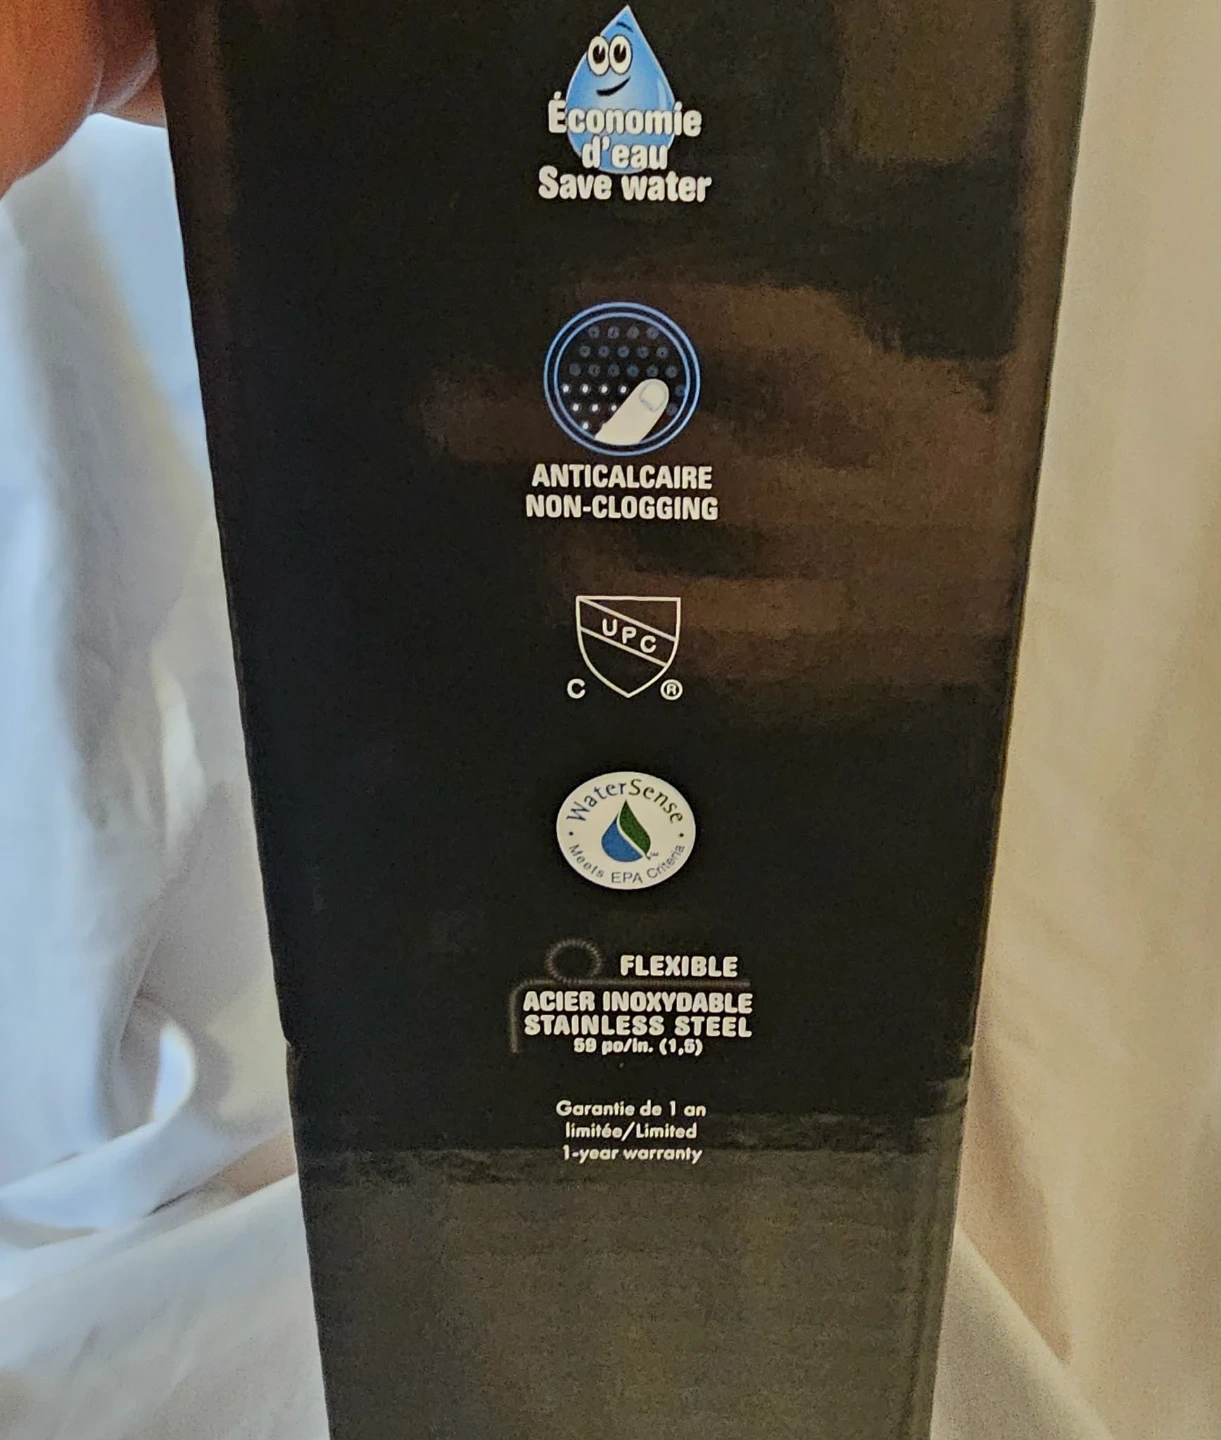 Économie
d'eau
Save water
ANTICALCAIRE
NON-CLOGGING
UPC
C ®
WaterSense
Meets EPA Criteria
FLEXIBLE
ACIER INOXYDABLE
STAINLESS STEEL
59 po/in. (1,5)
Garantie de 1 an
limitée/Limited
1-year warranty